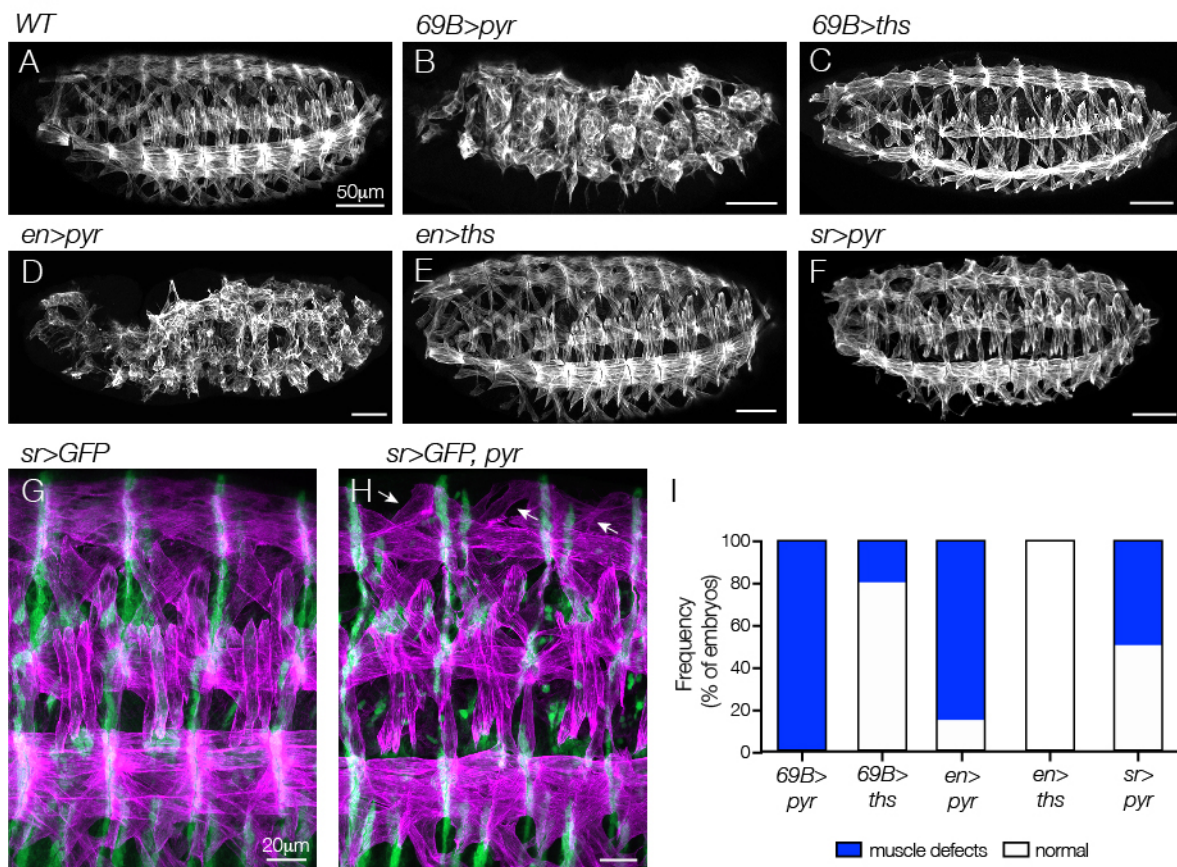 WT
69B>pyr
69B>ths
A
B
C
50μm
en>pyr
en>ths
sr>pyr
D
E
F
sr>GFP
sr>GFP, pyr
G
H
I
20μm
Frequency
(% of embryos)
100
80
60
40
20
0
69B>
pyr
69B>
ths
en>
pyr
en>
ths
sr>
pyr
muscle defects
normal